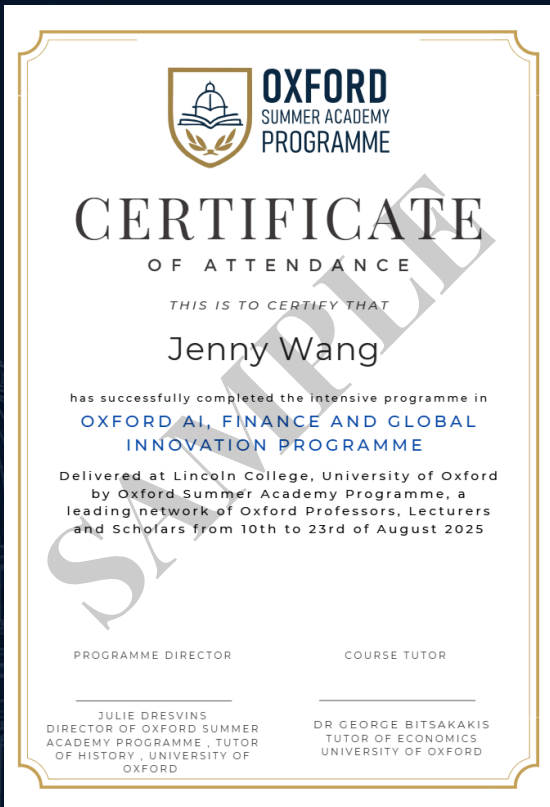 OXFORD
SUMMER ACADEMY
PROGRAMME
CERTIFICATE
OF ATTENDANCE
THIS IS TO CERTIFY THAT
Jenny Wang
has successfully completed the intensive programme in
OXFORD AI, FINANCE AND GLOBAL
INNOVATION PROGRAMME
Delivered at Lincoln College, University of Oxford
by Oxford Summer Academy Programme, a
leading network of Oxford Professors, Lecturers
and Scholars from 10th to 23rd of August 2025
SAMPLE
PROGRAMME DIRECTOR
JULIE DRESVINS
DIRECTOR OF OXFORD SUMMER
ACADEMY PROGRAMME , TUTOR
OF HISTORY , UNIVERSITY OF
OXFORD
COURSE TUTOR
DR GEORGE BITSAKAKIS
TUTOR OF ECONOMICS
UNIVERSITY OF OXFORD